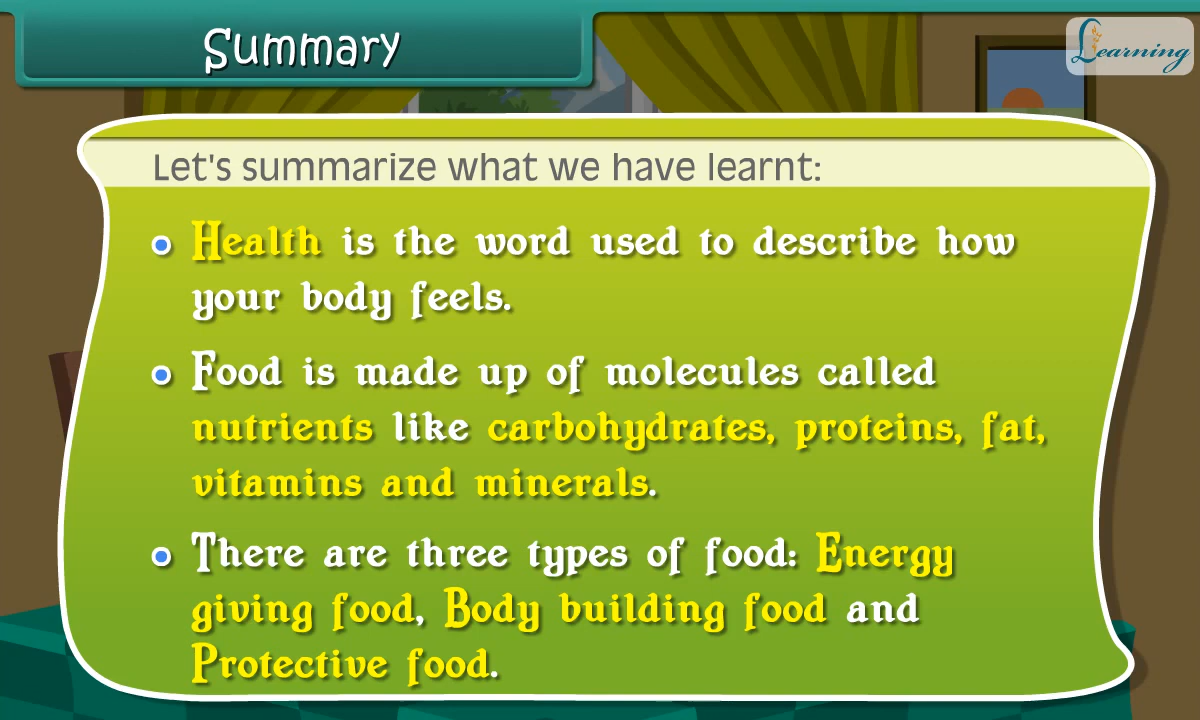 Summary
Learning
Let's summarize what we have learnt:
Health is the word used to describe how
your body feels.
Food is made up of molecules called
nutrients like carbohydrates, proteins, fat,
vitamins and minerals.
There are three types of food: Energy
giving food, Body building food and
Protective food.